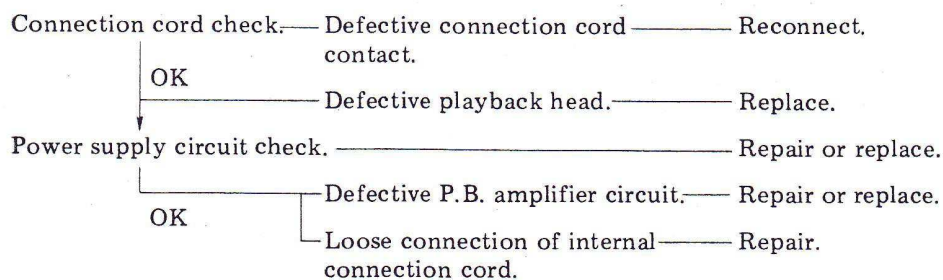 Connection cord check. Defective connection cord contact. Reconnect.
OK
Defective playback head. Replace.
Power supply circuit check. Repair or replace.
OK
Defective P.B. amplifier circuit. Repair or replace.
Loose connection of internal connection cord. Repair.